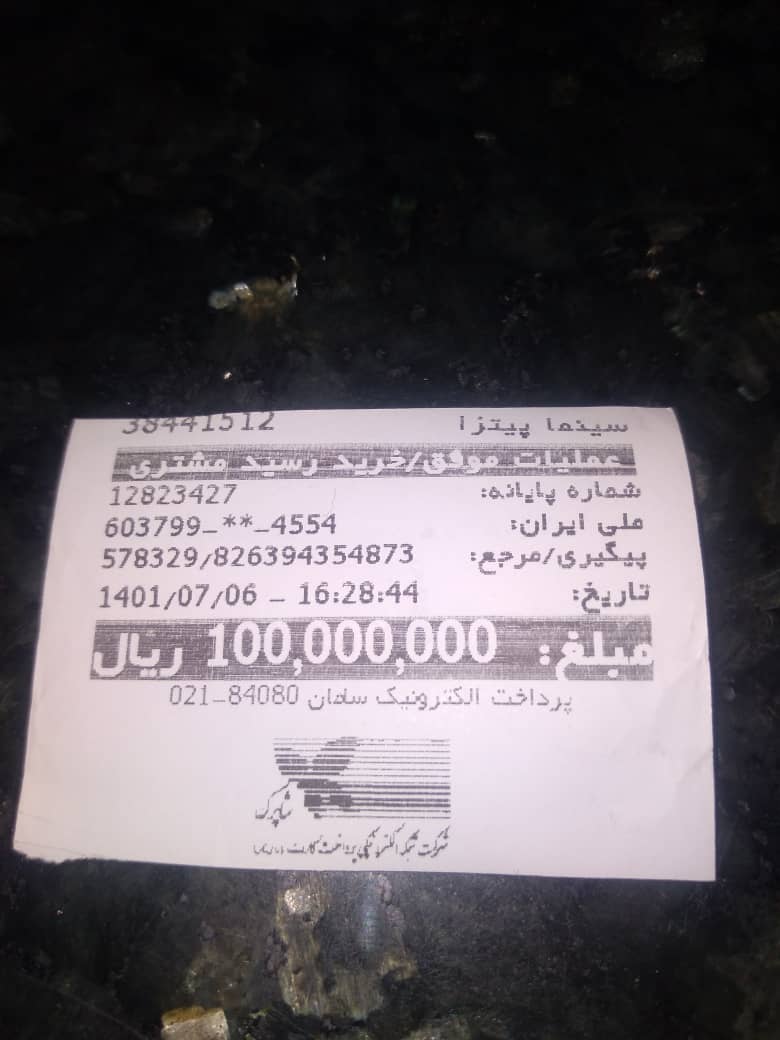 سینما پیتزا 38441512
عملیات موفق/خرید رسید مشتری
شماره پایانه: 12823427
ملی ایران: 603799-**-4554
پیگیری/مرجع: 578329/826394354873
تاریخ: 1401/07/06 - 16:28:44
مبلغ: 100,000,000 ریال
پرداخت الکترونیک سامان 84080-021
شاپرک
شرکت شبکه الکترونیکی پرداخت کارت